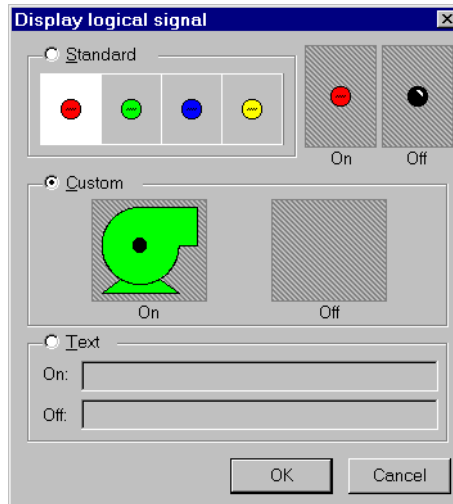 Display logical signal
Standard
On Off
Custom
On Off
Text
On:
Off:
OK Cancel